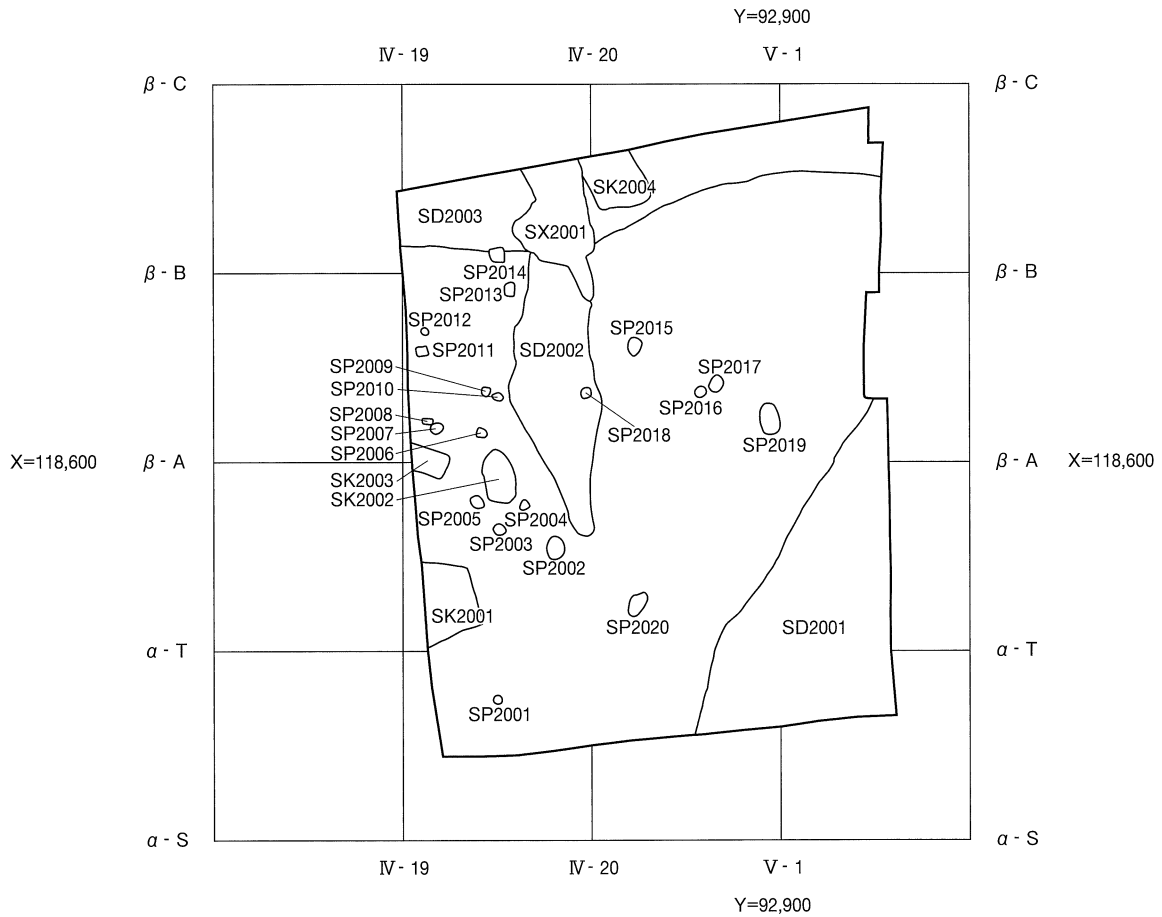 Y=92,900
Ⅳ - 19 Ⅳ - 20 Ⅴ - 1
β - C β - C
SK2004
SD2003
SX2001
β - B SP2014 β - B
SP2013
SP2012
SP2015
SP2011 SD2002
SP2009 SP2017
SP2010
SP2016
SP2008
SP2007 SP2018
SP2019
SP2006
X=118,600 β - A β - A X=118,600
SK2003
SK2002
SP2005 SP2004
SP2003
SP2002
SK2001
SP2020 SD2001
α - T α - T
SP2001
α - S α - S
Ⅳ - 19 Ⅳ - 20 Ⅴ - 1
Y=92,900